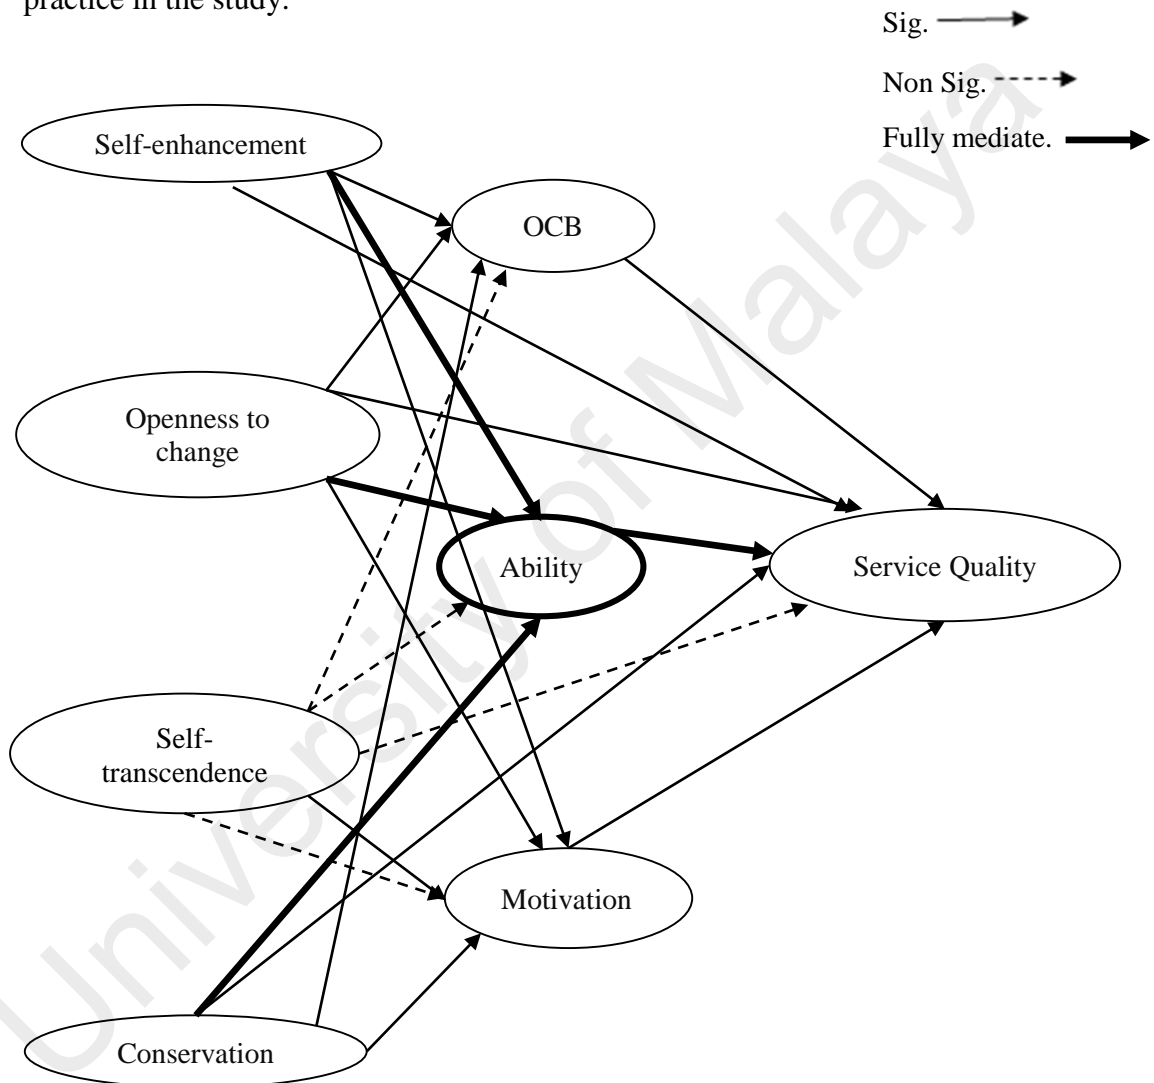 practice in the study.
Sig.
Non Sig.
Fully mediate.
Self-enhancement
OCB
Openness to
change
Ability
Service Quality
Self-
transcendence
Motivation
Conservation
University of Malaya